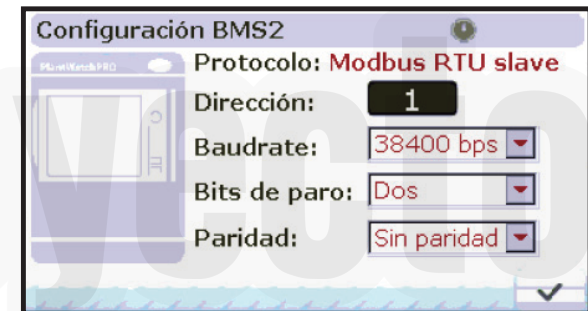 Configuración BMS2
PlantWatchPRO
Protocolo: Modbus RTU slave
Dirección: 1
Baudrate: 38400 bps
Bits de paro: Dos
Paridad: Sin paridad
yecto